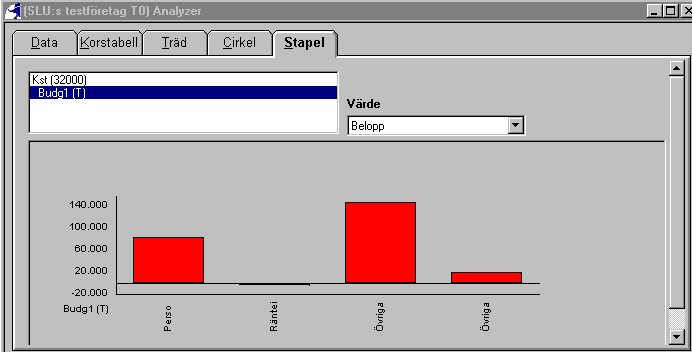 (SLU:s testföretag T0) Analyzer
Data Korstabell Träd Cirkel Stapel
Kst (32000)
Budg1 (T)
Värde
Belopp
140.000
100.000
60.000
20.000
-20.000
Budg1 (T)
Perso
Räntei
Övriga
Övriga